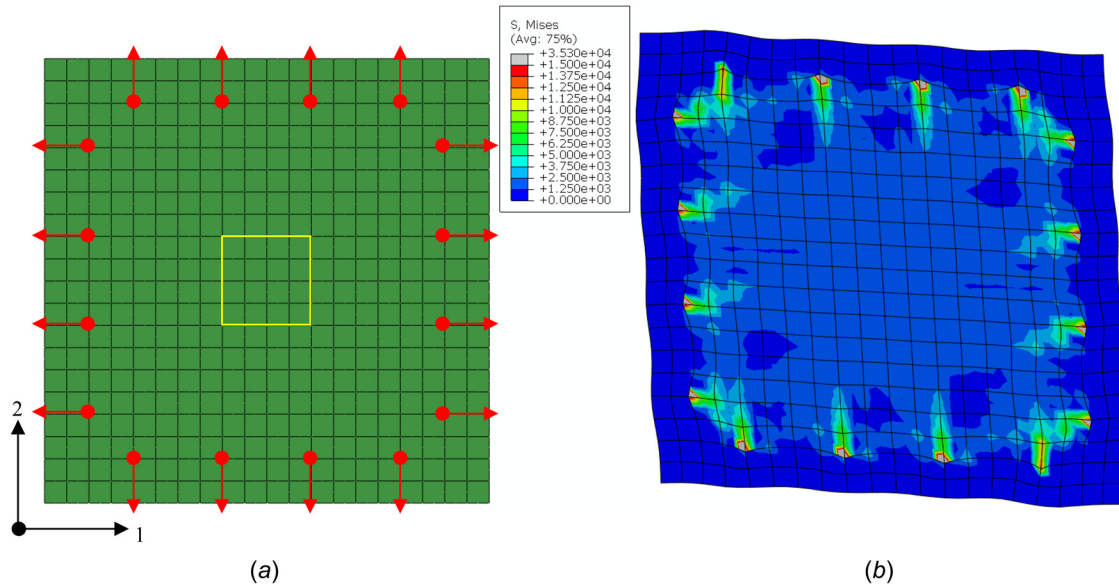 S, Mises
(Avg: 75%)
+3.530e+04
+1.500e+04
+1.375e+04
+1.250e+04
+1.125e+04
+1.000e+04
+8.750e+03
+7.500e+03
+6.250e+03
+5.000e+03
+3.750e+03
+2.500e+03
+1.250e+03
+0.000e+00
2
1
(a)
(b)